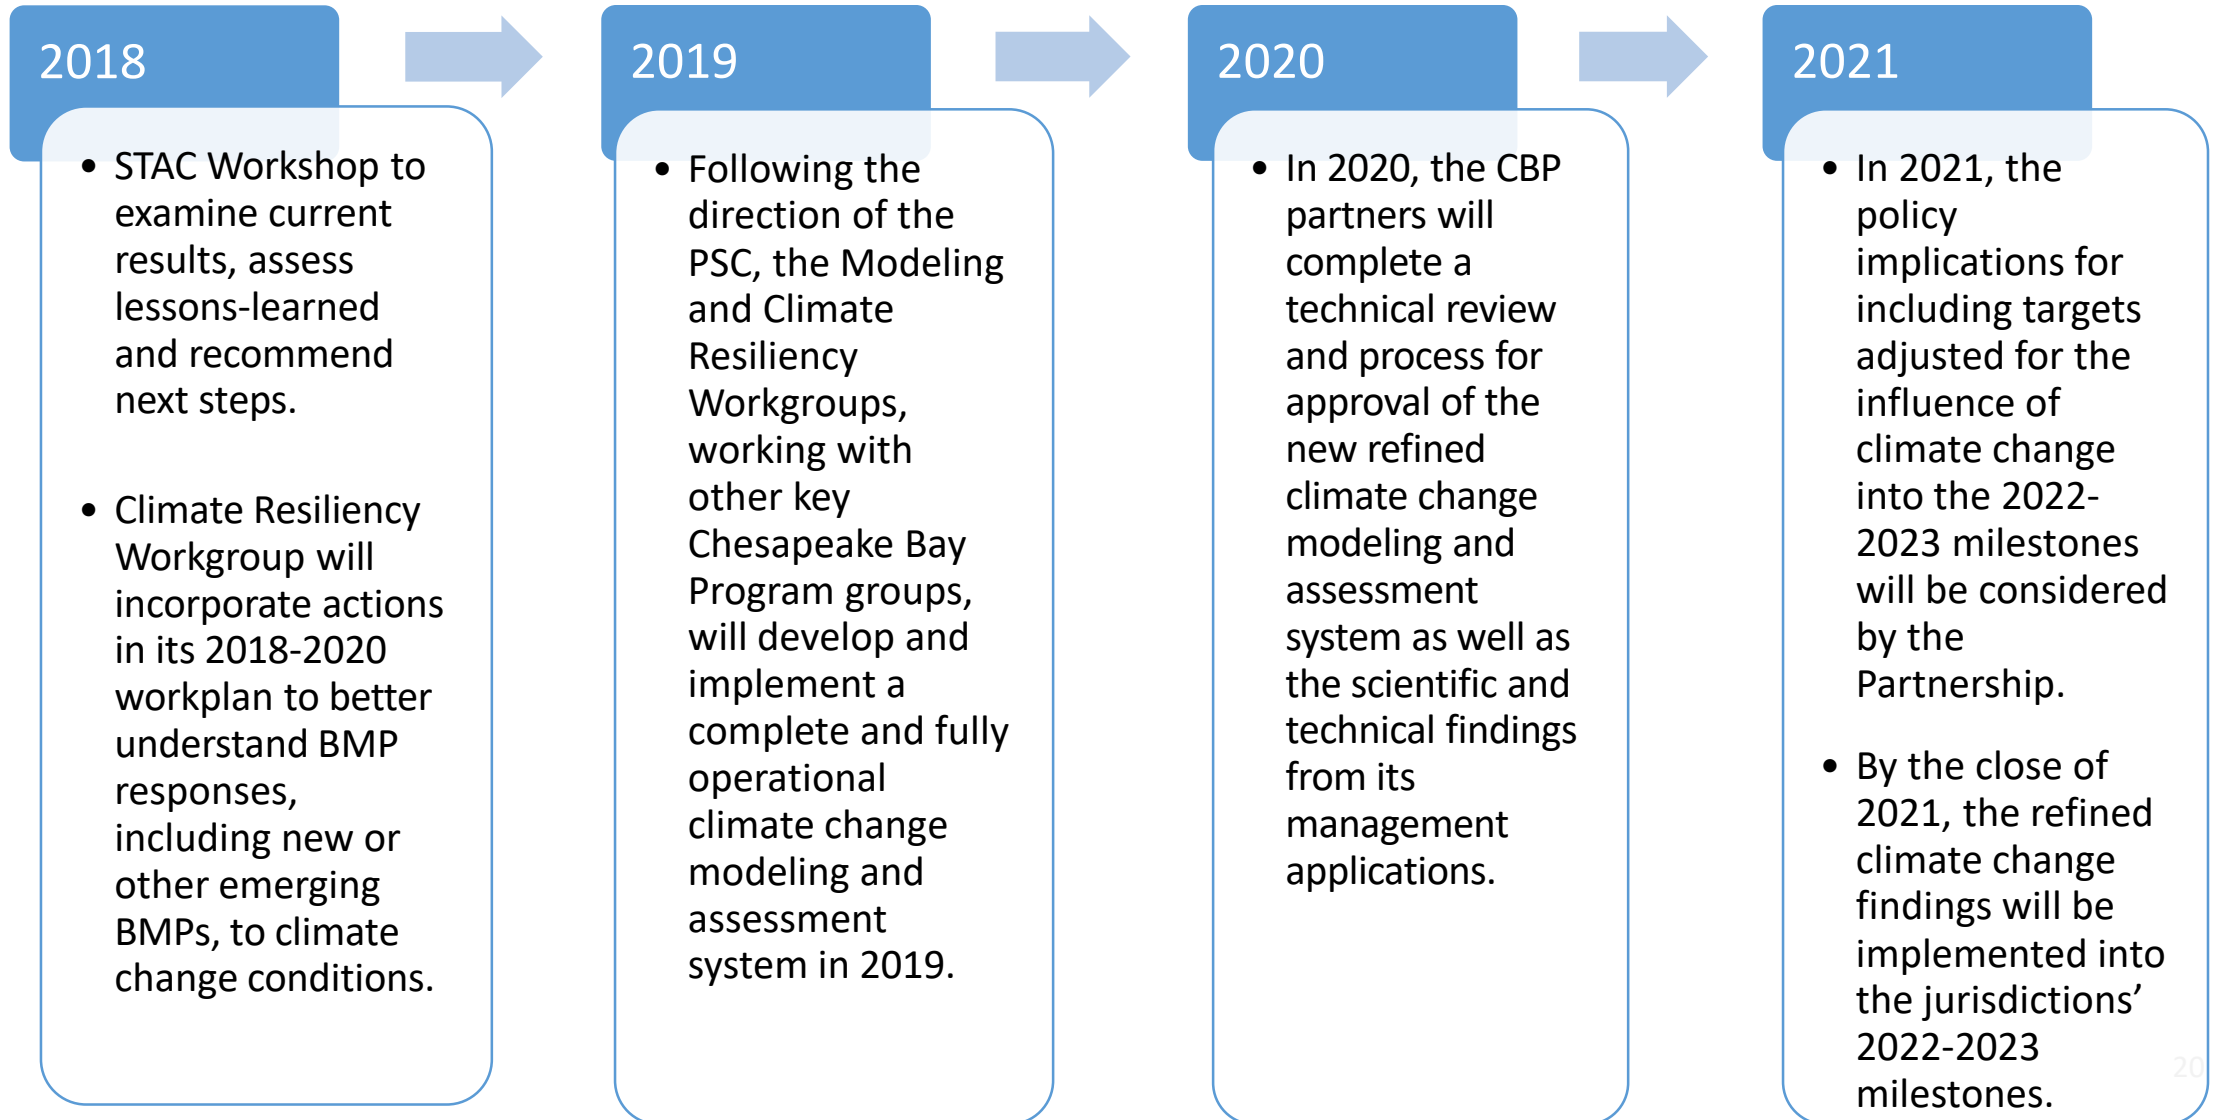 2018
• STAC Workshop to
examine current
results, assess
lessons-learned
and recommend
next steps.
• Climate Resiliency
Workgroup will
incorporate actions
in its 2018-2020
workplan to better
understand BMP
responses,
including new or
other emerging
BMPs, to climate
change conditions.
2019
• Following the
direction of the
PSC, the Modeling
and Climate
Resiliency
Workgroups,
working with
other key
Chesapeake Bay
Program groups,
will develop and
implement a
complete and fully
operational
climate change
modeling and
assessment
system in 2019.
2020
• In 2020, the CBP
partners will
complete a
technical review
and process for
approval of the
new refined
climate change
modeling and
assessment
system as well as
the scientific and
technical findings
from its
management
applications.
2021
• In 2021, the
policy
implications for
including targets
adjusted for the
influence of
climate change
into the 2022-
2023 milestones
will be considered
by the
Partnership.
• By the close of
2021, the refined
climate change
findings will be
implemented into
the jurisdictions’
2022-2023
milestones.
20